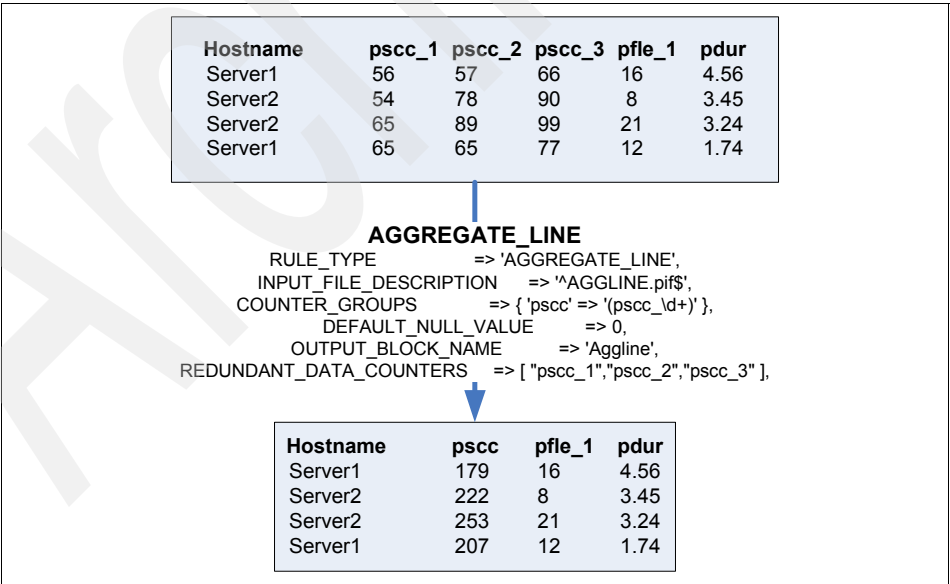 Hostname pscc_1 pscc_2 pscc_3 pfle_1 pdur
Server1 56 57 66 16 4.56
Server2 54 78 90 8 3.45
Server2 65 89 99 21 3.24
Server1 65 65 77 12 1.74
AGGREGATE_LINE
RULE_TYPE => 'AGGREGATE_LINE',
INPUT_FILE_DESCRIPTION => '^AGGLINE.pif$',
COUNTER_GROUPS => { 'pscc' => '(pscc_\d+)' },
DEFAULT_NULL_VALUE => 0,
OUTPUT_BLOCK_NAME => 'Aggline',
REDUNDANT_DATA_COUNTERS => [ "pscc_1","pscc_2","pscc_3" ],
Hostname pscc pfle_1 pdur
Server1 179 16 4.56
Server2 222 8 3.45
Server2 253 21 3.24
Server1 207 12 1.74